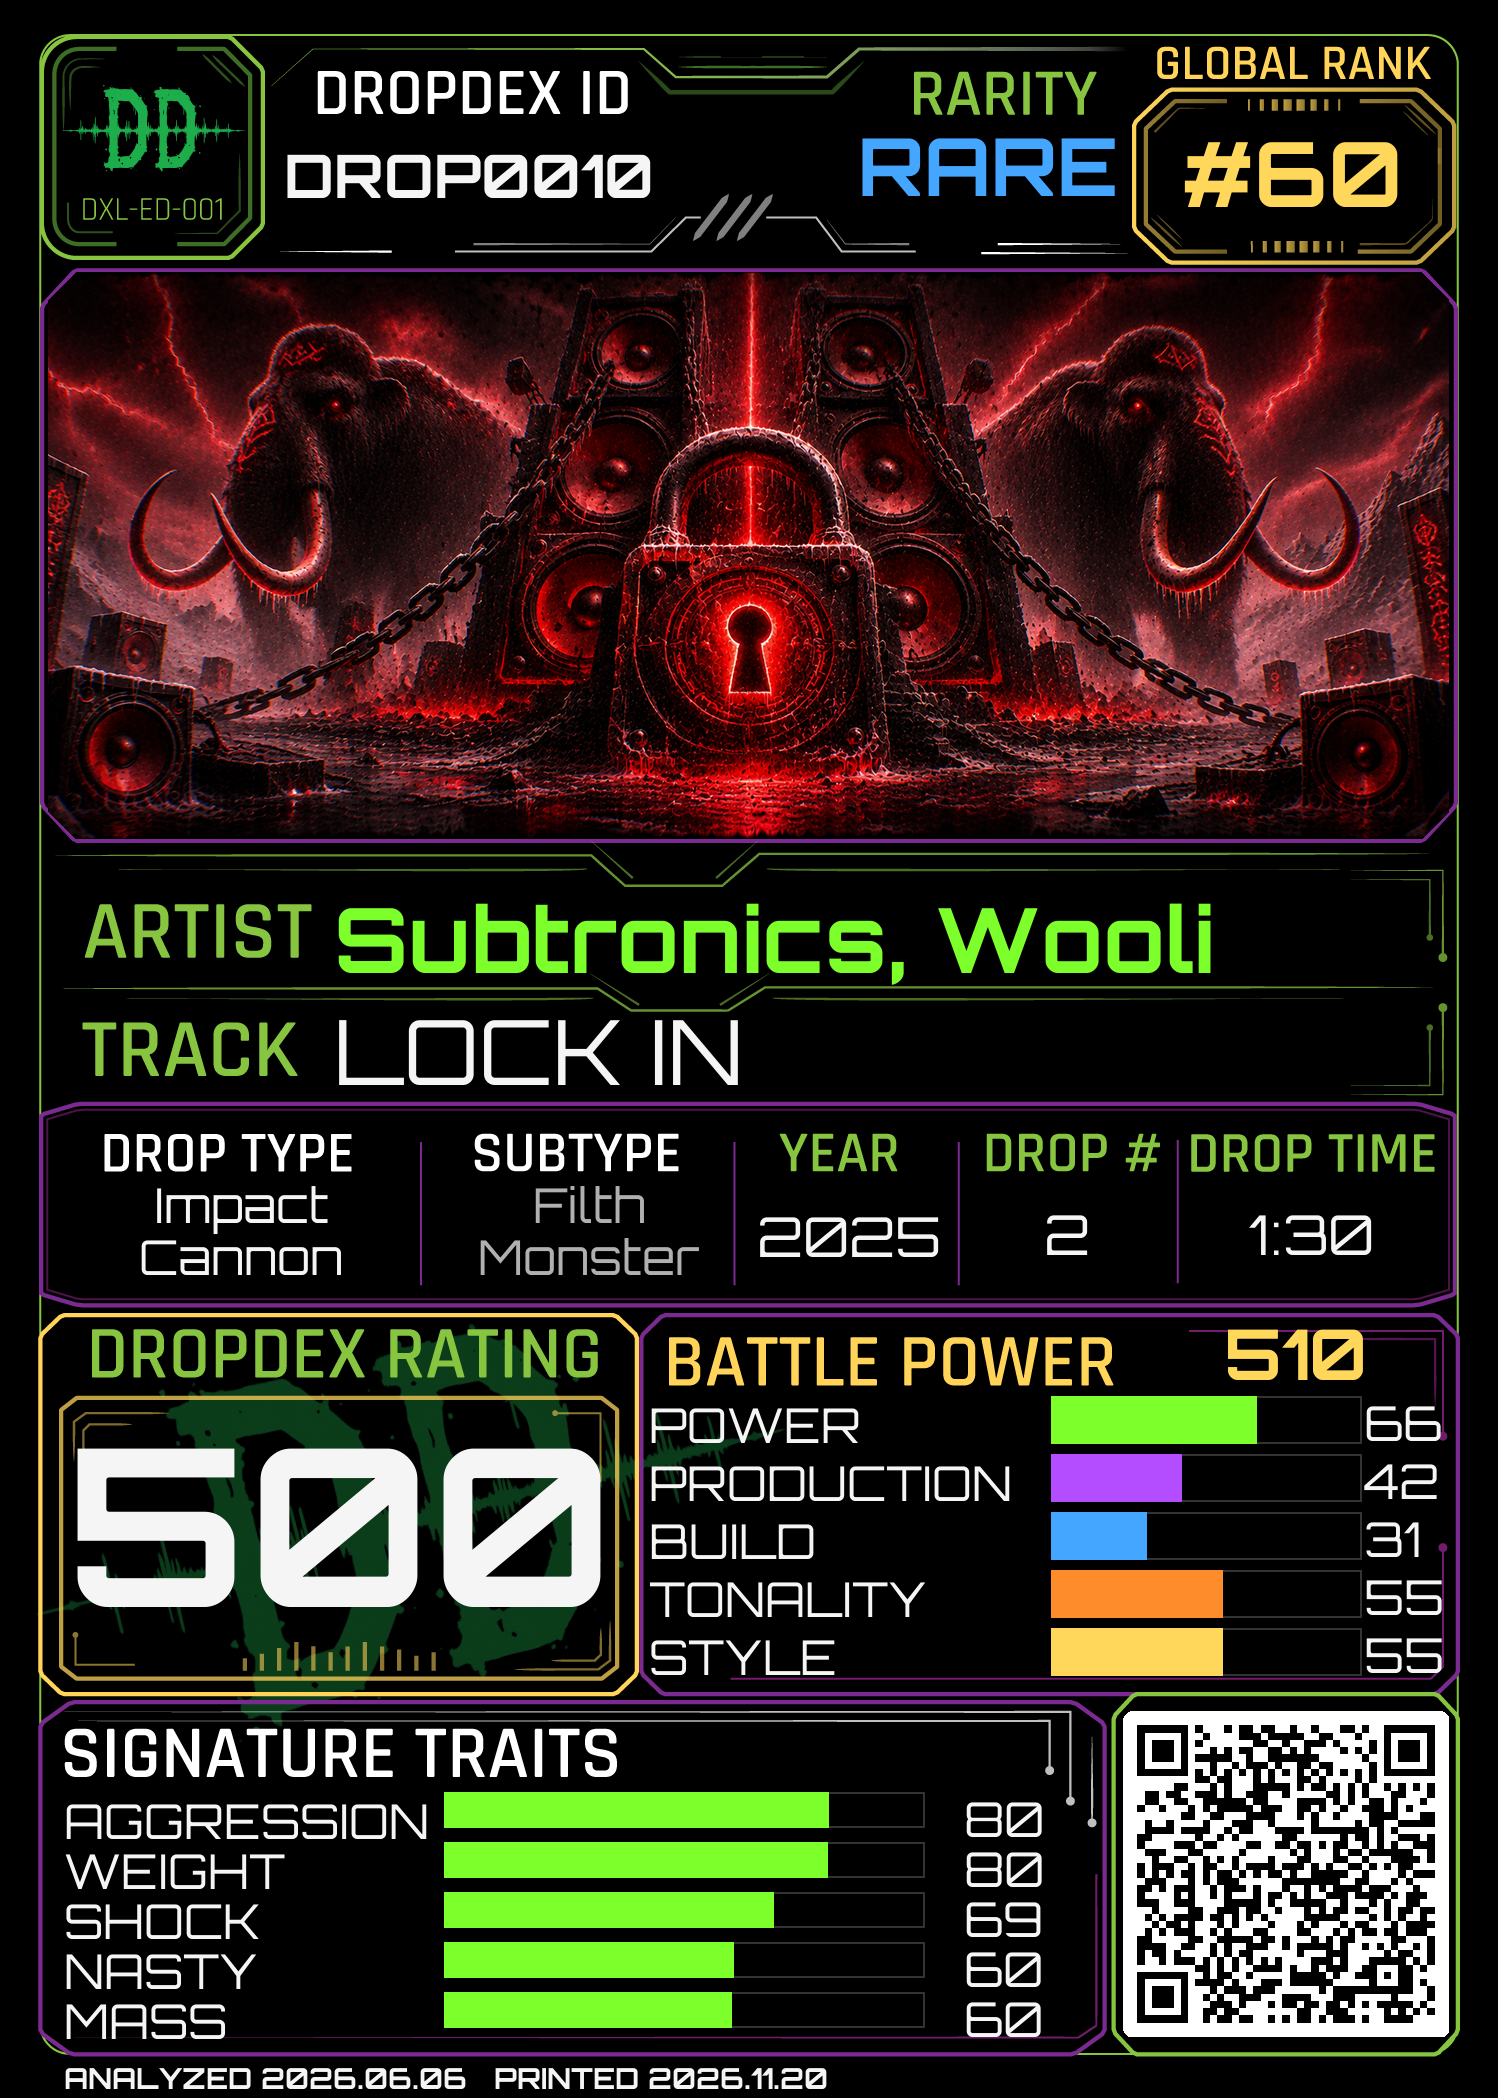 DD
DXL-ED-001
DROPDEX ID
DROP0010
RARITY
RARE
GLOBAL RANK
#60
ARTIST Subtronics, Wooli
TRACK LOCK IN
DROP TYPE
Impact
Cannon
SUBTYPE
Filth
Monster
YEAR
2025
DROP #
2
DROP TIME
1:30
DROPDEX RATING
500
BATTLE POWER 510
POWER 66
PRODUCTION 42
BUILD 31
TONALITY 55
STYLE 55
SIGNATURE TRAITS
AGGRESSION 80
WEIGHT 80
SHOCK 69
NASTY 60
MASS 60
ANALYZED 2026.06.06 PRINTED 2026.11.20